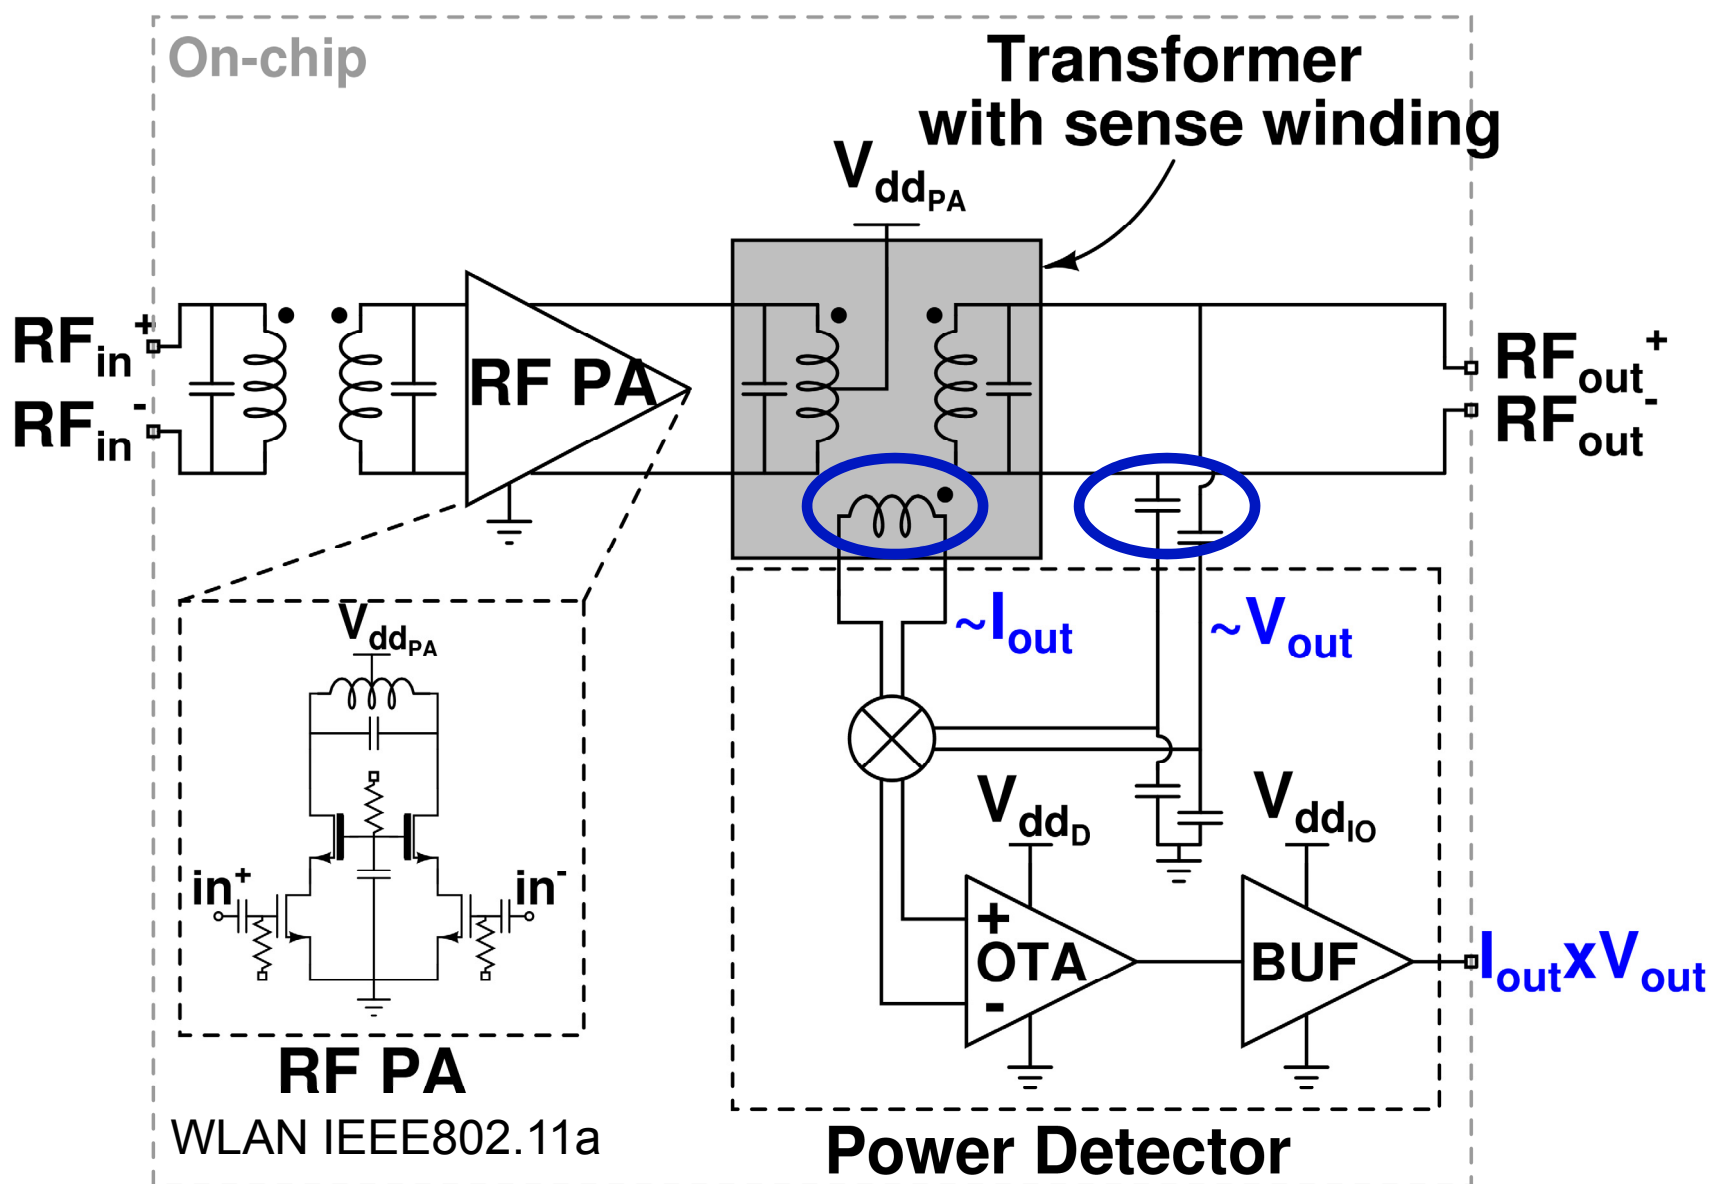 On-chip
Transformer
with sense winding
VddPA
RFin+
RFin-
RF PA
RFout+
RFout-
~Iout
~Vout
VddPA
in+
in-
VddD
VddIO
+
OTA
-
BUF
IoutxVout
RF PA
WLAN IEEE802.11a
Power Detector